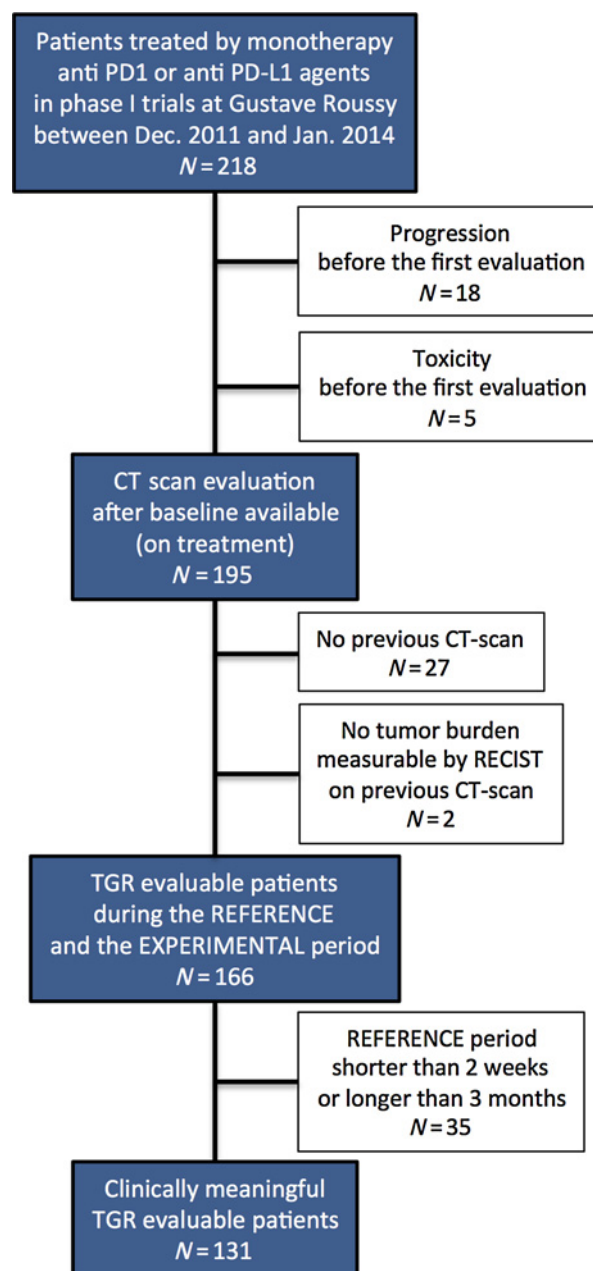 Patients treated by monotherapy
anti PD1 or anti PD-L1 agents
in phase I trials at Gustave Roussy
between Dec. 2011 and Jan. 2014
N = 218
Progression
before the first evaluation
N = 18
Toxicity
before the first evaluation
N = 5
CT scan evaluation
after baseline available
(on treatment)
N = 195
No previous CT-scan
N = 27
No tumor burden
measurable by RECIST
on previous CT-scan
N = 2
TGR evaluable patients
during the REFERENCE
and the EXPERIMENTAL period
N = 166
REFERENCE period
shorter than 2 weeks
or longer than 3 months
N = 35
Clinically meaningful
TGR evaluable patients
N = 131